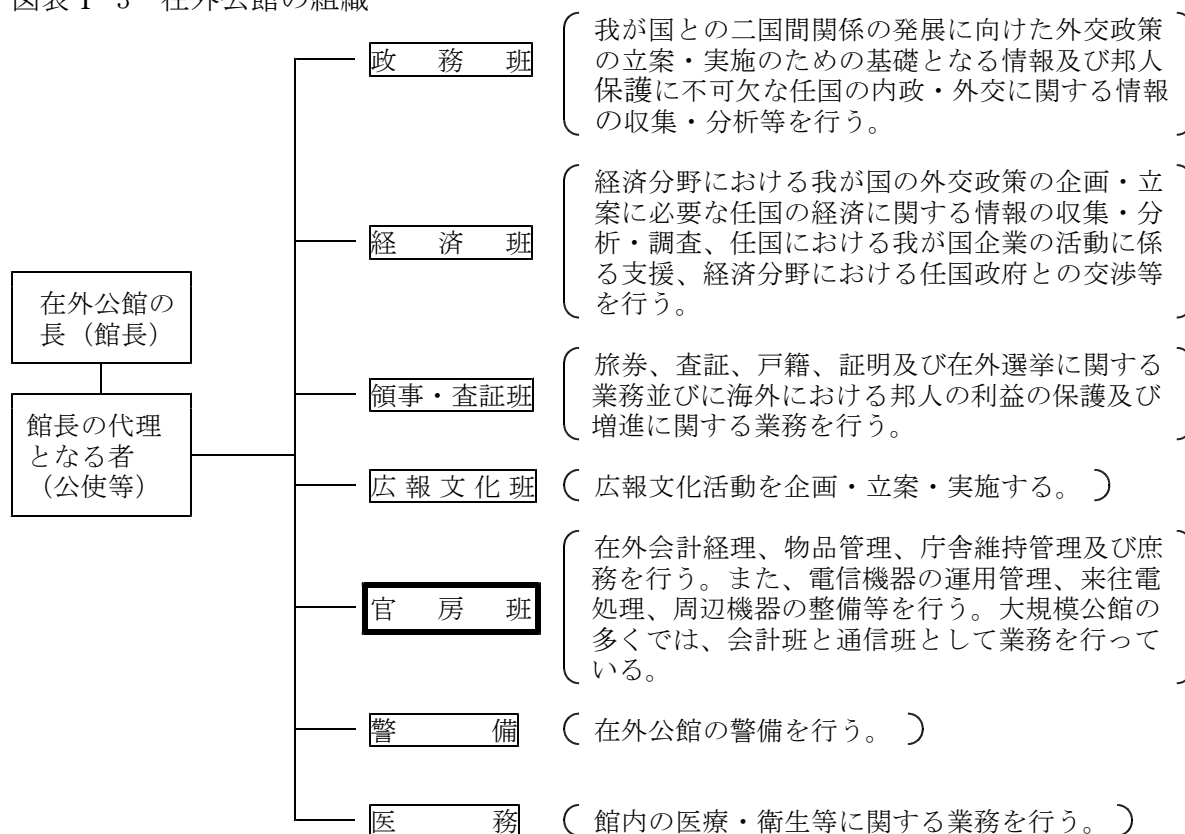 図表1-3 在外公館の組織
政務班
我が国との二国間関係の発展に向けた外交政策
の立案・実施のための基礎となる情報及び邦人
保護に不可欠な任国の内政・外交に関する情報
の収集・分析等を行う。
経済班
経済分野における我が国の外交政策の企画・立
案に必要な任国の経済に関する情報の収集・分
析・調査、任国における我が国企業の活動に係
る支援、経済分野における任国政府との交渉等
を行う。
在外公館の
長(館長)
館長の代理
となる者
(公使等)
領事・査証班
旅券、査証、戸籍、証明及び在外選挙に関する
業務並びに海外における邦人の利益の保護及び
増進に関する業務を行う。
広報文化班
広報文化活動を企画・立案・実施する。
官房班
在外会計経理、物品管理、庁舎維持管理及び庶
務を行う。また、電信機器の運用管理、来往電
処理、周辺機器の整備等を行う。大規模公館の
多くでは、会計班と通信班として業務を行って
いる。
警備
在外公館の警備を行う。
医務
館内の医療・衛生等に関する業務を行う。